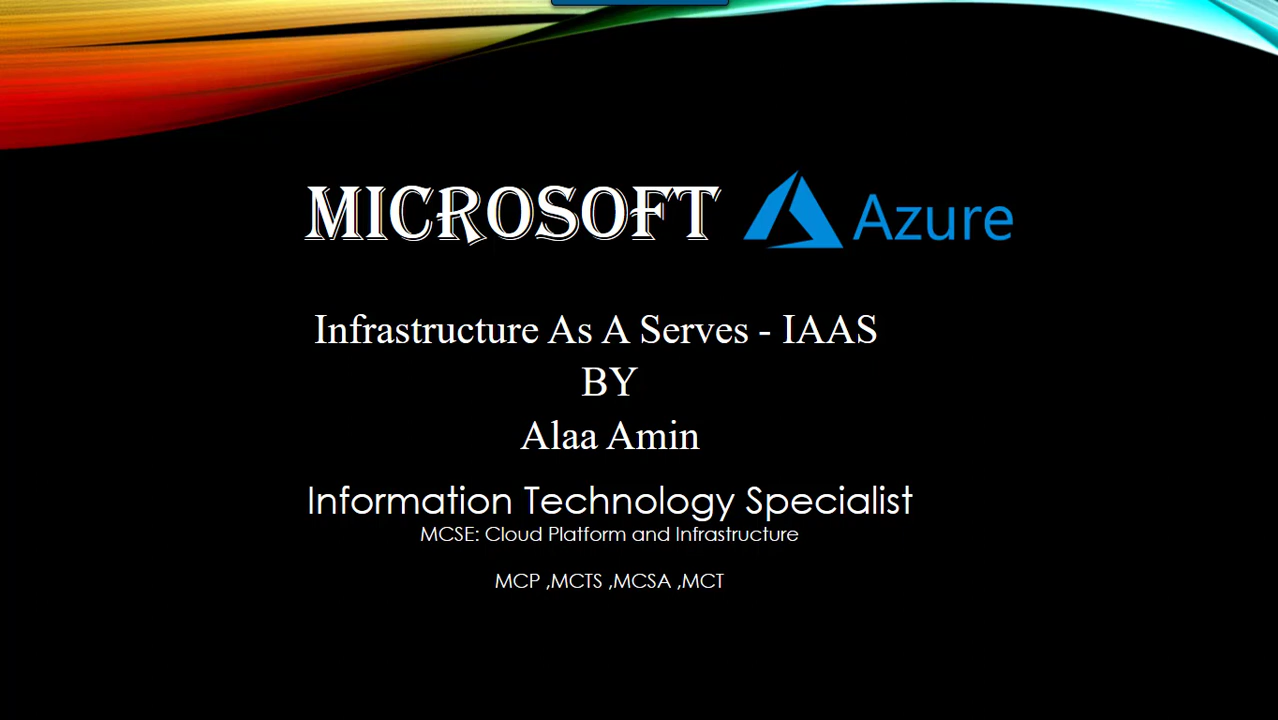 MICROSOFT Azure
Infrastructure As A Serves - IAAS
BY
Alaa Amin
Information Technology Specialist
MCSE: Cloud Platform and Infrastructure
MCP ,MCTS ,MCSA ,MCT